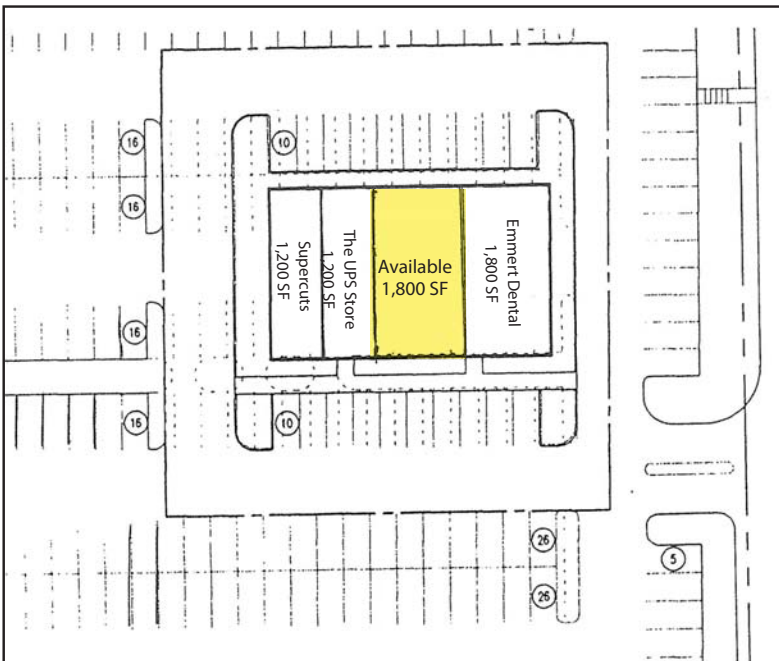 16
10
16
Supercuts
1,200 SF
The UPS Store
1,200 SF
Available
1,800 SF
Emmert Dental
1,800 SF
16
16
10
26
5
26